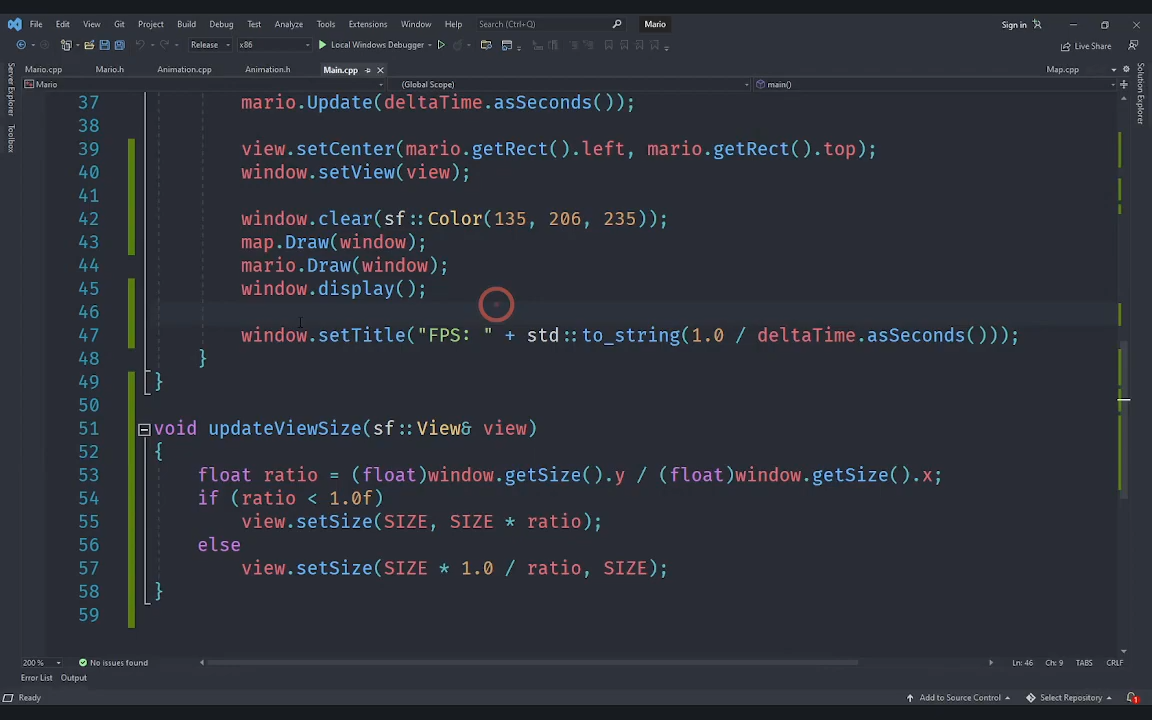 File Edit View Git Project Build Debug Test Analyze Tools Extensions Window Help Search (Ctrl+Q) Mario Sign in
Release x86 Local Windows Debugger Live Share
Mario.cpp Mario.h Animation.cpp Animation.h Main.cpp Map.cpp
Mario (Global Scope) main()
Server Explorer
Toolbox
Solution Explorer
37 mario.Update(deltaTime.asSeconds());
38
39 view.setCenter(mario.getRect().left, mario.getRect().top);
40 window.setView(view);
41
42 window.clear(sf::Color(135, 206, 235));
43 map.Draw(window);
44 mario.Draw(window);
45 window.display();
46
47 window.setTitle("FPS: " + std::to_string(1.0 / deltaTime.asSeconds()));
48 }
49 }
50
51 void updateViewSize(sf::View& view)
52 {
53 float ratio = (float)window.getSize().y / (float)window.getSize().x;
54 if (ratio < 1.0f)
55 view.setSize(SIZE, SIZE * ratio);
56 else
57 view.setSize(SIZE * 1.0 / ratio, SIZE);
58 }
59
200 % No issues found Ln: 46 Ch: 9 TABS CRLF
Error List Output
Ready Add to Source Control Select Repository 1